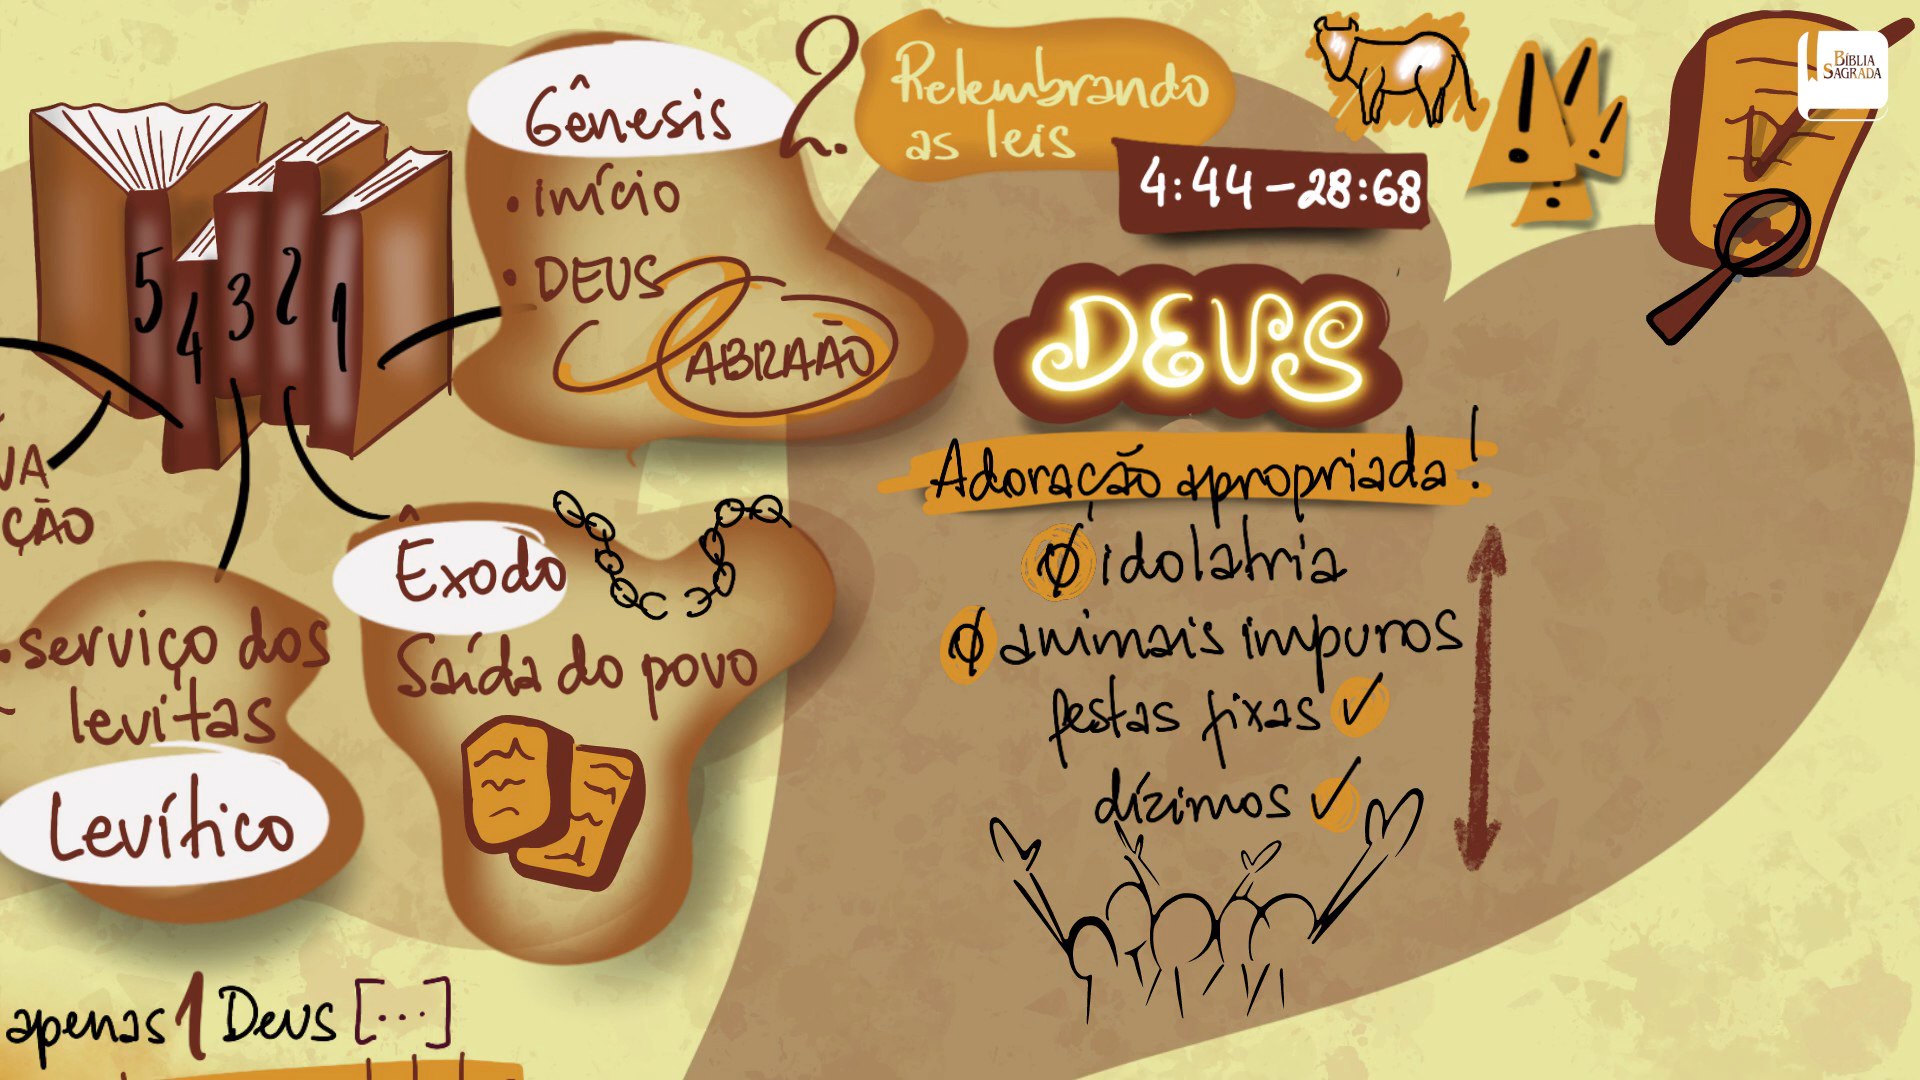 BÍBLIA
SAGRADA
2.
Relembrando
as leis
4:44-28:68
Gênesis
• início
• DEUS
ABRAÃO
5
4
3
2
1
DEUS
Adoração apropriada!
Ø idolatria
Ø animais impuros
festas fixas ✓
dízimos ✓
VA
ÇÃO
Êxodo
Saída do povo
• serviço dos
levitas
Levítico
apenas 1 Deus [...]